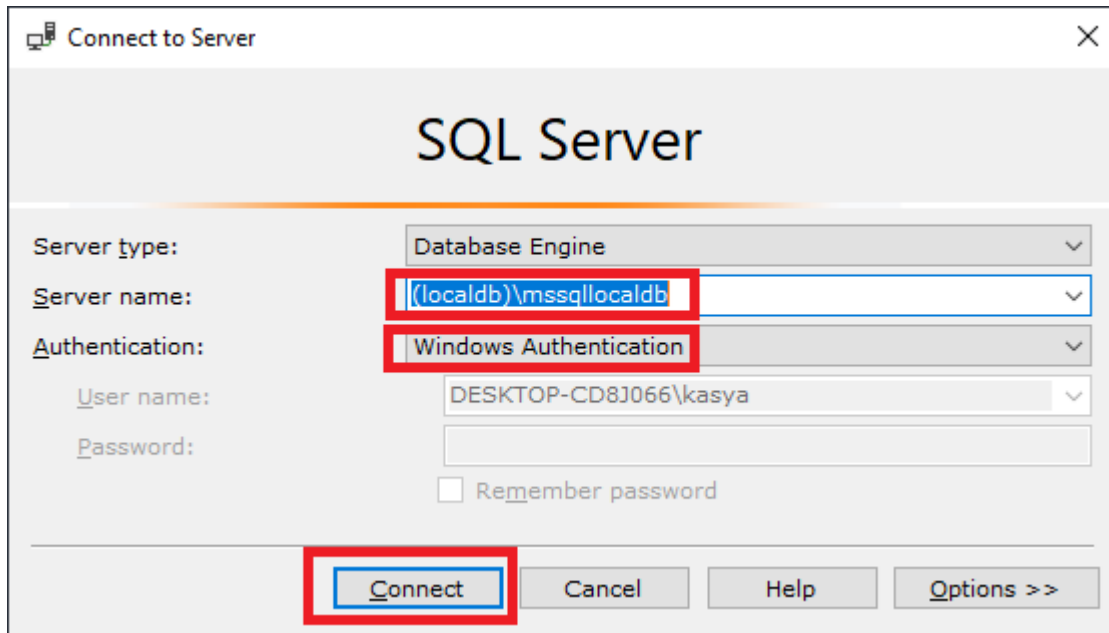 Connect to Server
SQL Server
Server type: Database Engine
Server name: (localdb)\mssqllocaldb
Authentication: Windows Authentication
User name: DESKTOP-CD8J066\kasya
Password:
Remember password
Connect Cancel Help Options >>